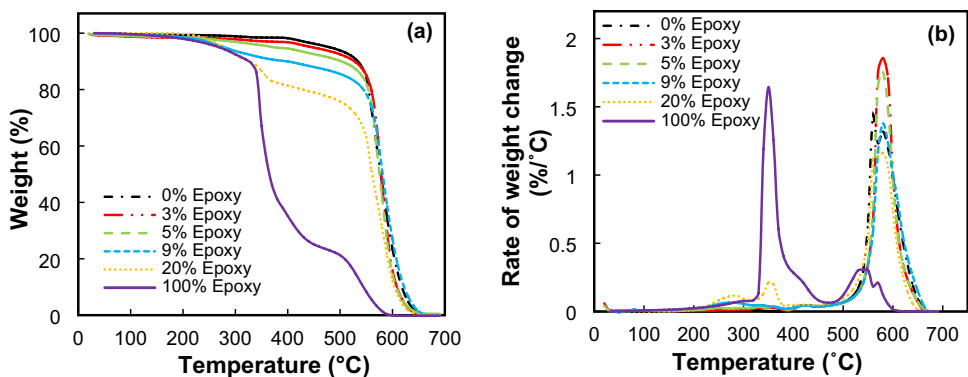 (a)
100
80
60
40
20
0
Weight (%)
0% Epoxy
3% Epoxy
5% Epoxy
9% Epoxy
20% Epoxy
100% Epoxy
0 100 200 300 400 500 600 700
Temperature (°C)
(b)
2
1.5
1
0.5
0
Rate of weight change
(%/˚C)
0% Epoxy
3% Epoxy
5% Epoxy
9% Epoxy
20% Epoxy
100% Epoxy
0 100 200 300 400 500 600 700
Temperature (˚C)